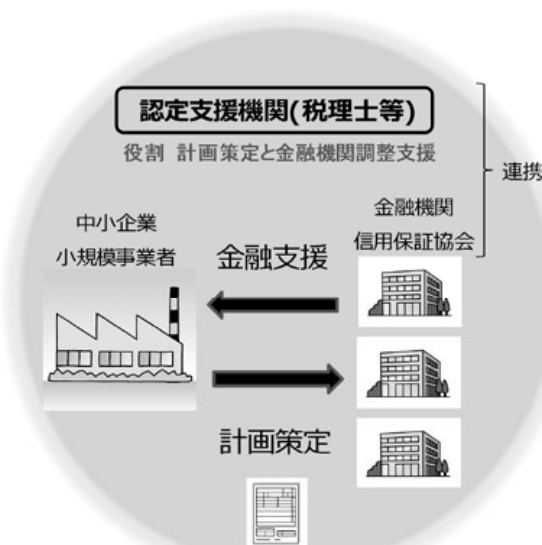 認定支援機関(税理士等)
役割 計画策定と金融機関調整支援
連携
中小企業
小規模事業者
金融機関
信用保証協会
金融支援
計画策定